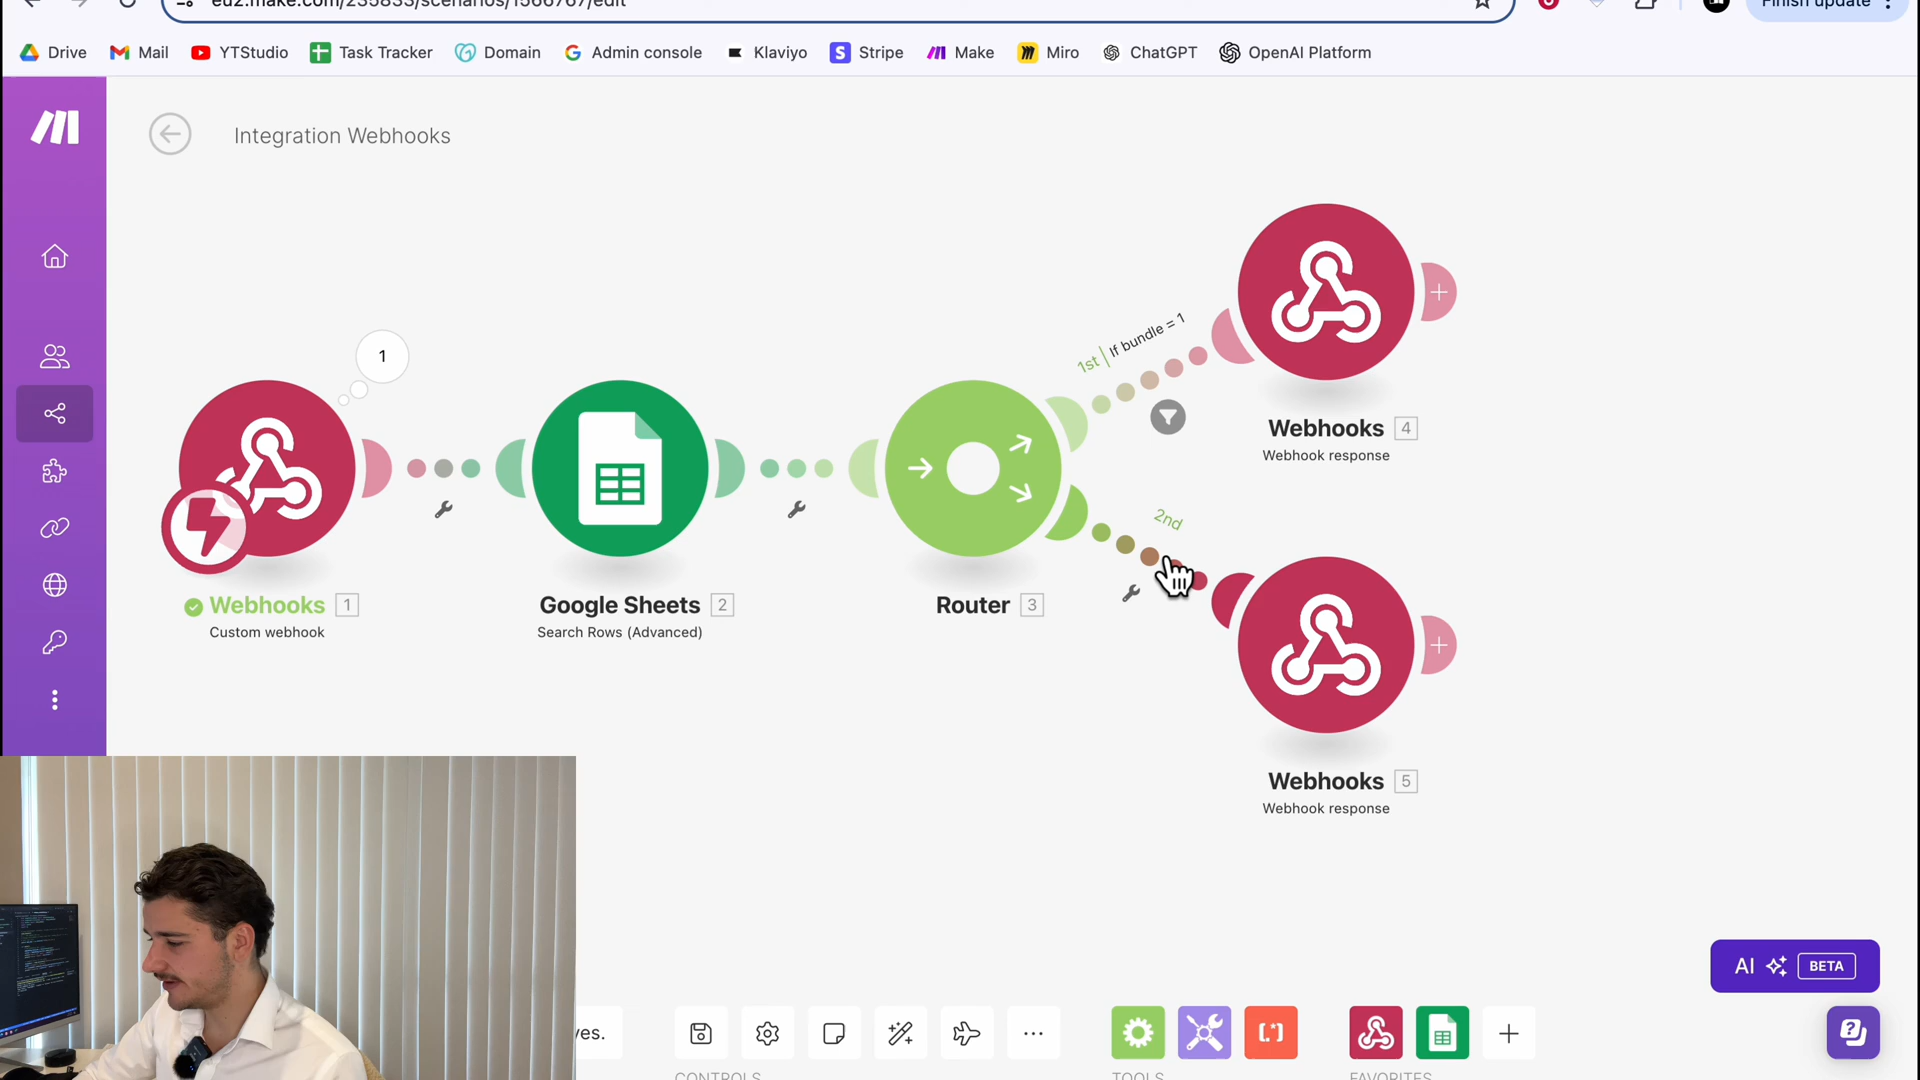 eu2.make.com/235833/scenarios/1566767/edit
Finish update
Drive
Mail
YTStudio
Task Tracker
Domain
Admin console
Klaviyo
Stripe
Make
Miro
ChatGPT
OpenAI Platform
Integration Webhooks
1
1st
If bundle = 1
2nd
Webhooks 4
Webhook response
Webhooks 1
Custom webhook
Google Sheets 2
Search Rows (Advanced)
Router 3
Webhooks 5
Webhook response
AI BETA
ves.
CONTROLS
TOOLS
FAVORITES